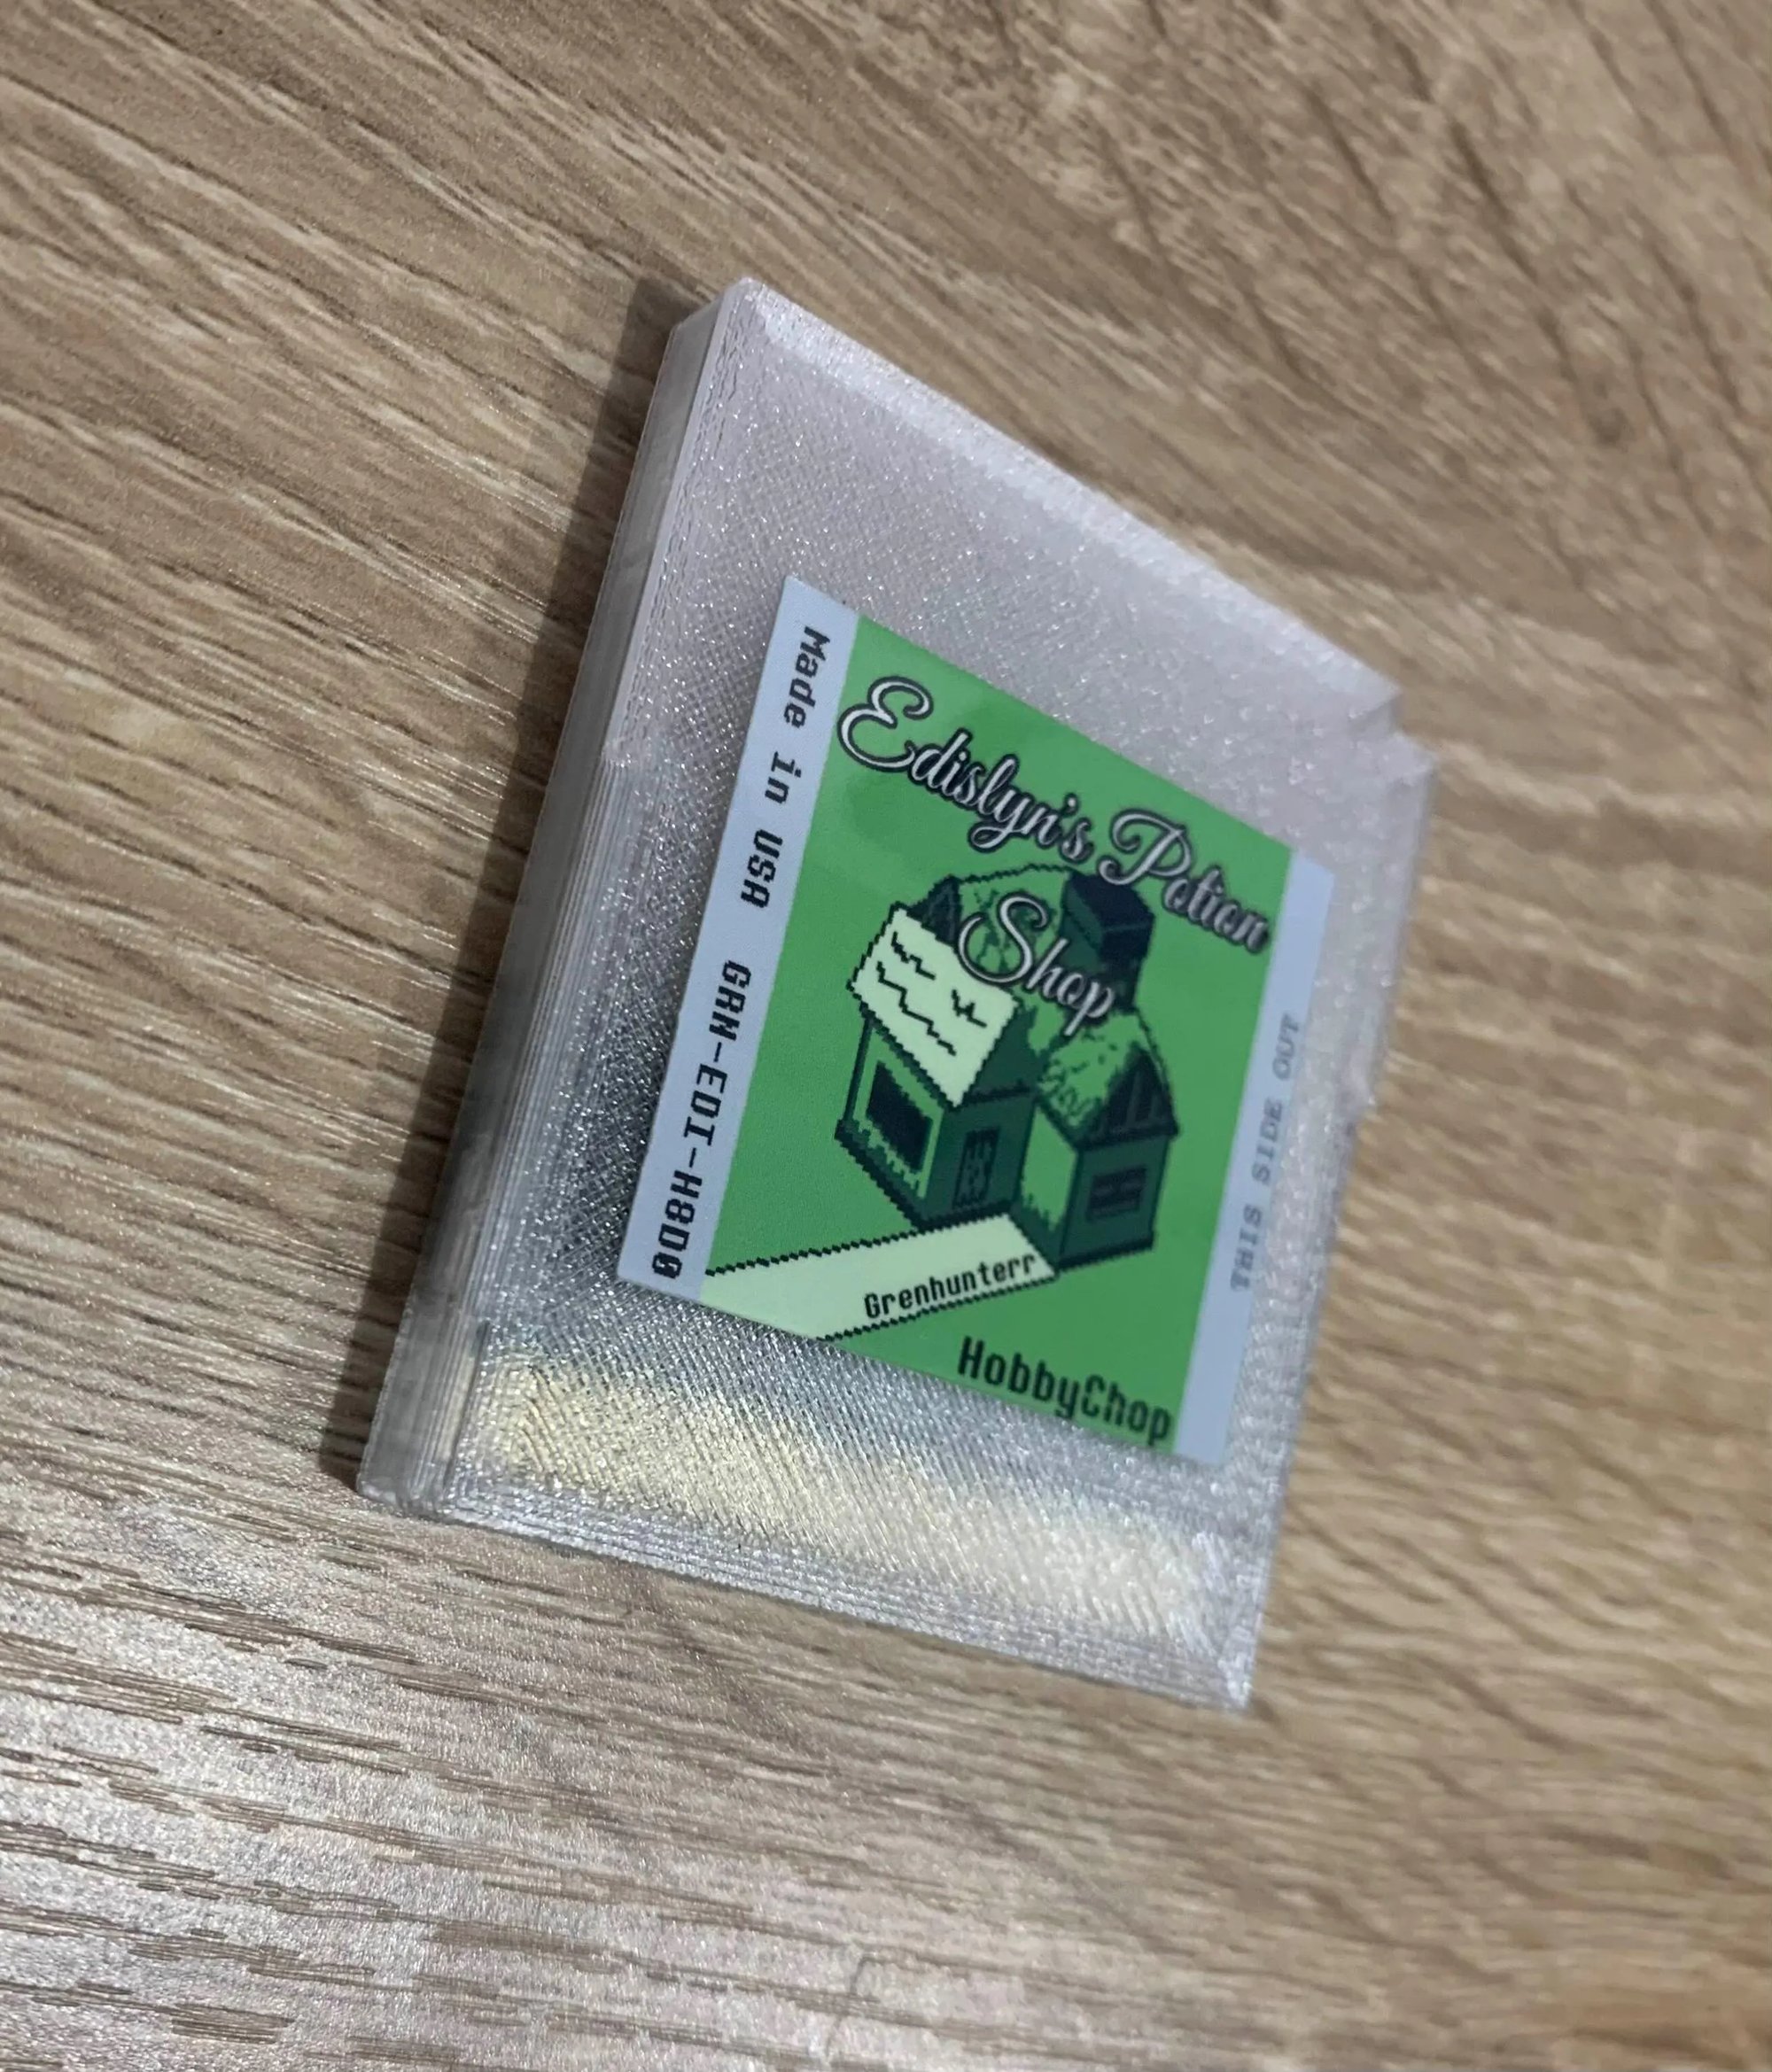 Edislyn's Potion
Shop
Grenhunterr
HobbyChop
Made in USA GRN-EDI-H8D0
THIS SIDE OUT